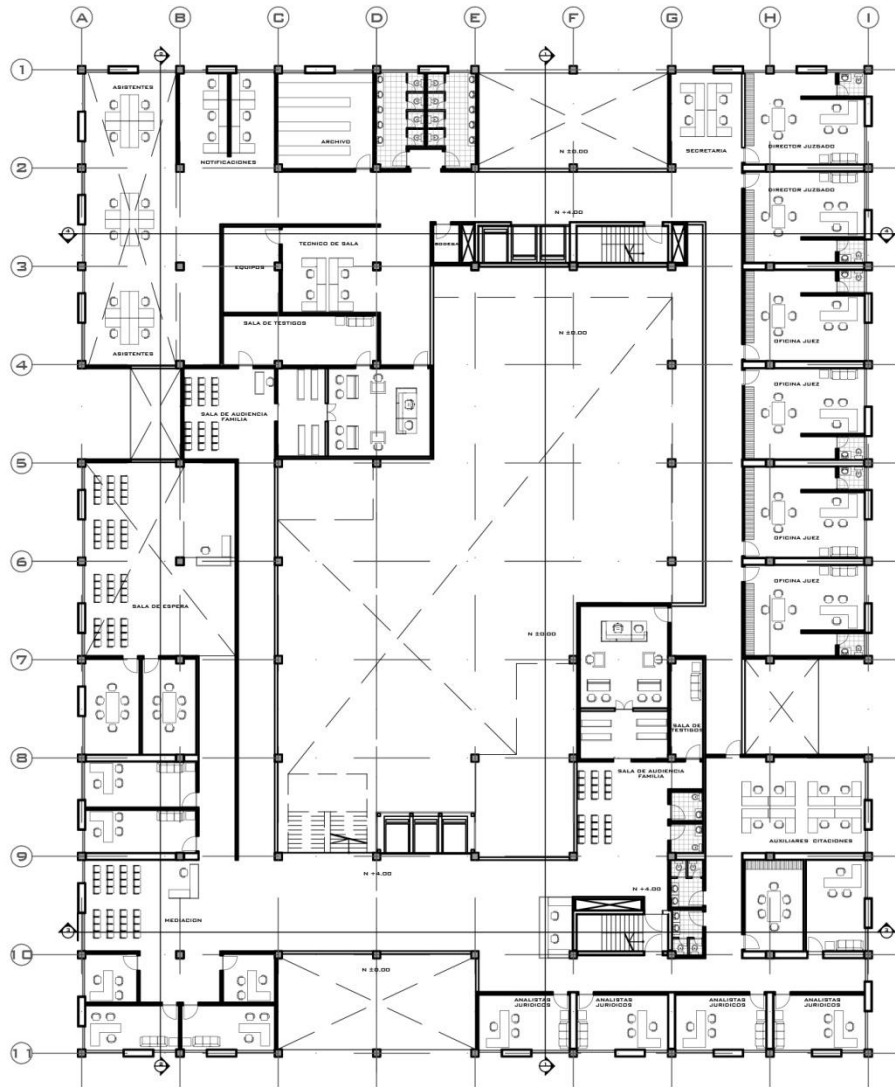 A B C D E F G H I
1
ASISTENTES
NOTIFICACIONES
ARCHIVO
N ±0.00
SECRETARIA
DIRECTOR JUZGADO
2
DIRECTOR JUZGADO
N +4.00
BODEGA
TECNICO DE SALA
EQUIPOS
3
SALA DE TESTIGOS
N ±0.00
OFICINA JUEZ
ASISTENTES
4
OFICINA JUEZ
SALA DE AUDIENCIA
FAMILIA
5
OFICINA JUEZ
6
SALA DE ESPERA
N ±0.00
OFICINA JUEZ
7
SALA DE
TESTIGOS
8
SALA DE AUDIENCIA
FAMILIA
AUXILIARES CITACIONES
9
N +4.00
N +4.00
MEDIACION
10
N ±0.00
ANALISTAS
JURIDICOS
ANALISTAS
JURIDICOS
ANALISTAS
JURIDICOS
ANALISTAS
JURIDICOS
11